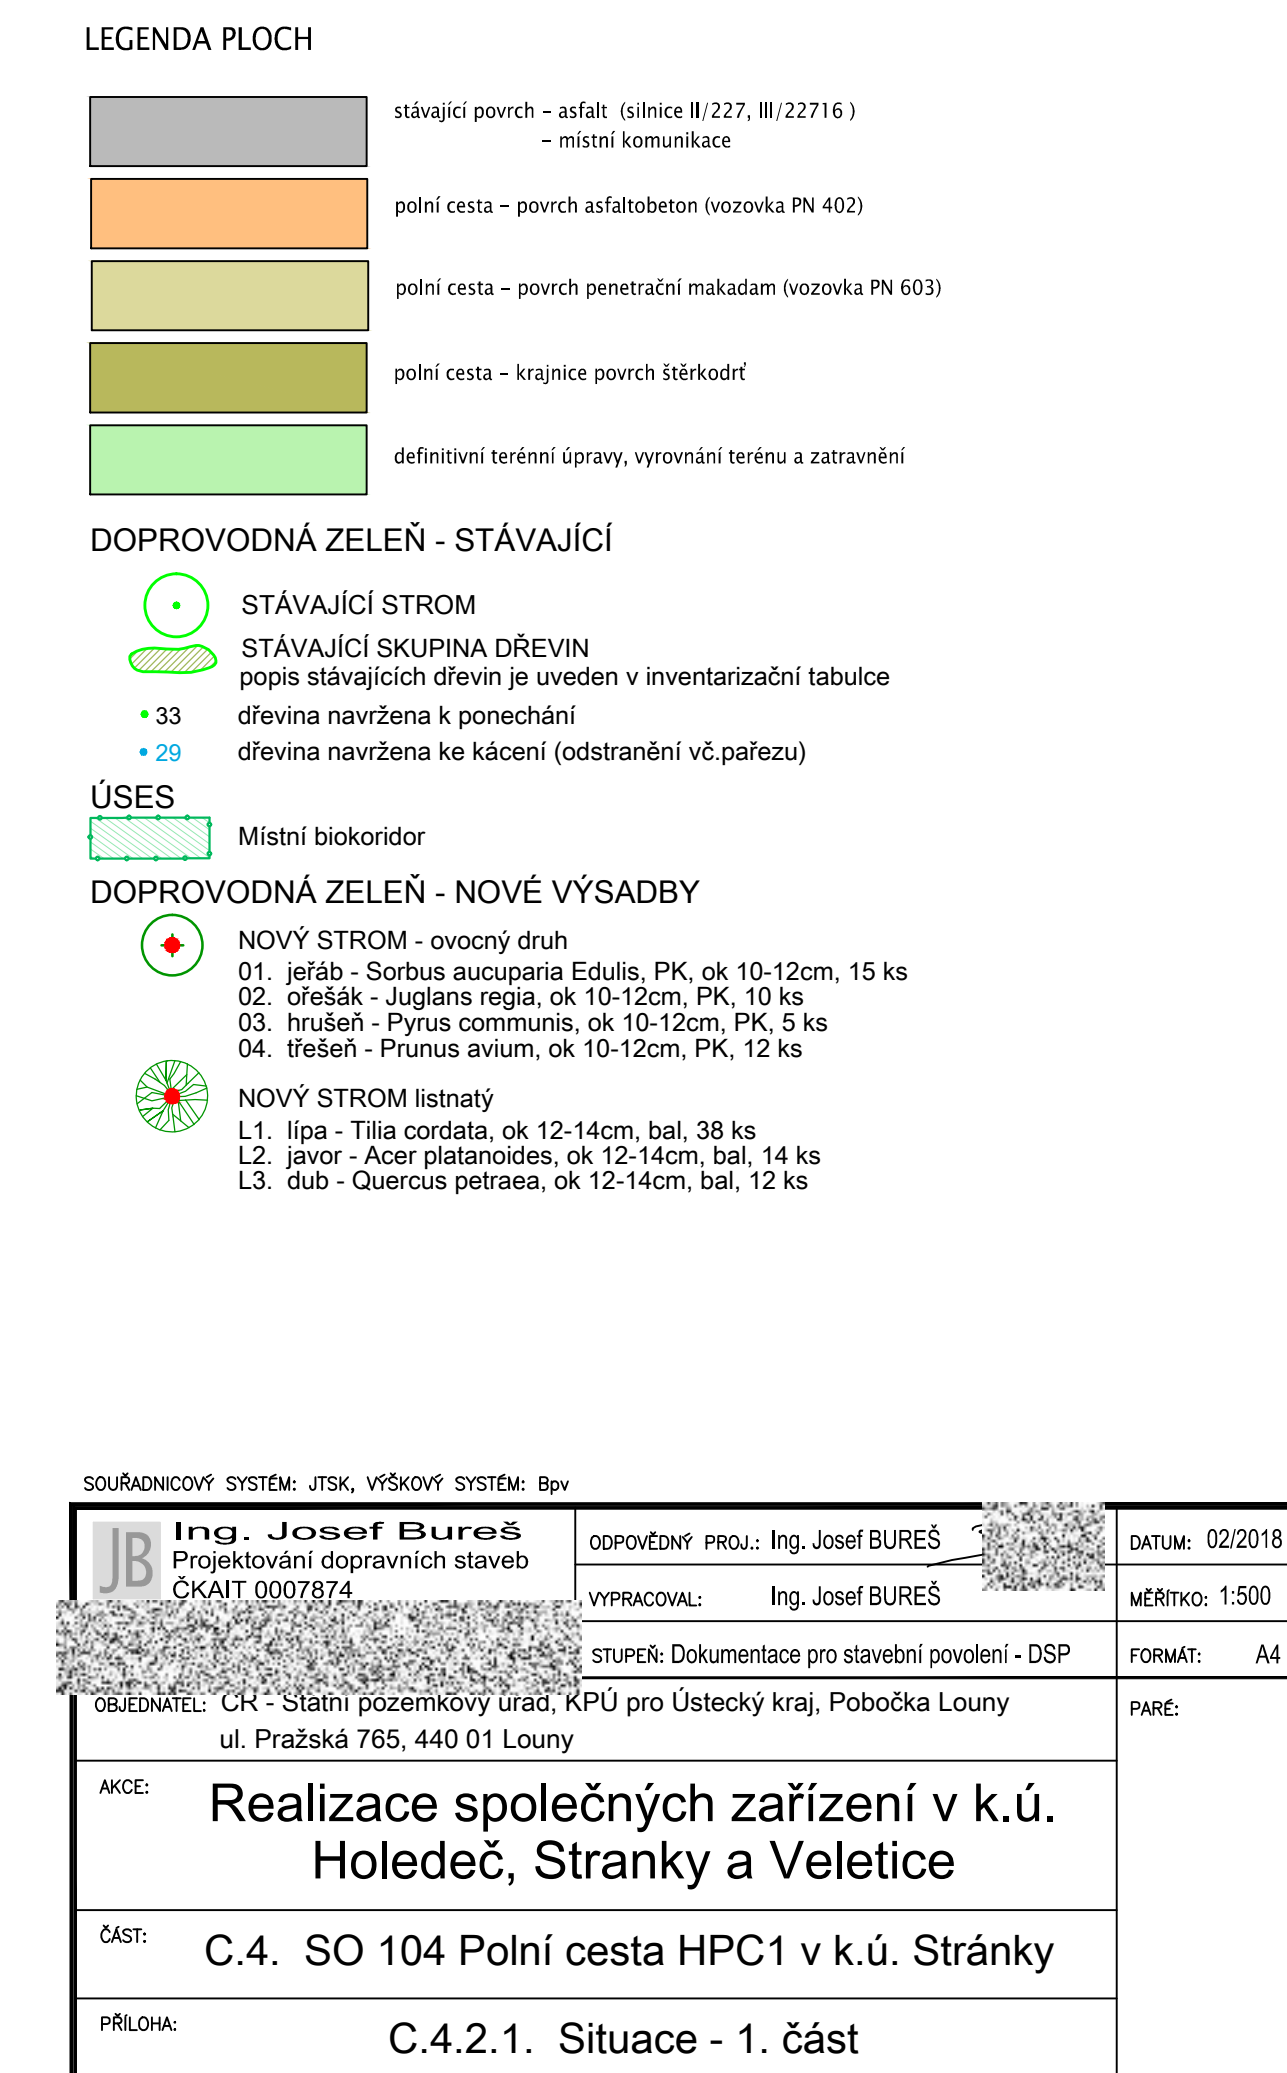 LEGENDA PLOCH
stávající povrch – asfalt (silnice II/227, III/22716 )
– místní komunikace
polní cesta – povrch asfaltobeton (vozovka PN 402)
polní cesta – povrch penetrační makadam (vozovka PN 603)
polní cesta – krajnice povrch štěrkodrť
definitivní terénní úpravy, vyrovnání terénu a zatravnění
DOPROVODNÁ ZELEŇ - STÁVAJÍCÍ
STÁVAJÍCÍ STROM
STÁVAJÍCÍ SKUPINA DŘEVIN
popis stávajících dřevin je uveden v inventarizační tabulce
33 dřevina navržena k ponechání
29 dřevina navržena ke kácení (odstranění vč.pařezu)
ÚSES
Místní biokoridor
DOPROVODNÁ ZELEŇ - NOVÉ VÝSADBY
NOVÝ STROM - ovocný druh
01. jeřáb - Sorbus aucuparia Edulis, PK, ok 10-12cm, 15 ks
02. ořešák - Juglans regia, ok 10-12cm, PK, 10 ks
03. hrušeň - Pyrus communis, ok 10-12cm, PK, 5 ks
04. třešeň - Prunus avium, ok 10-12cm, PK, 12 ks
NOVÝ STROM listnatý
L1. lípa - Tilia cordata, ok 12-14cm, bal, 38 ks
L2. javor - Acer platanoides, ok 12-14cm, bal, 14 ks
L3. dub - Quercus petraea, ok 12-14cm, bal, 12 ks
SOUŘADNICOVÝ SYSTÉM: JTSK, VÝŠKOVÝ SYSTÉM: Bpv
JB
Ing. Josef Bureš
Projektování dopravních staveb
ČKAIT 0007874
ODPOVĚDNÝ PROJ.: Ing. Josef BUREŠ
VYPRACOVAL: Ing. Josef BUREŠ
STUPEŇ: Dokumentace pro stavební povolení - DSP
DATUM: 02/2018
MĚŘÍTKO: 1:500
FORMÁT: A4
OBJEDNATEL: ČR - Státní pozemkový úřad, KPÚ pro Ústecký kraj, Pobočka Louny
ul. Pražská 765, 440 01 Louny
PARÉ:
AKCE:
Realizace společných zařízení v k.ú.
Holedeč, Stranky a Veletice
ČÁST:
C.4. SO 104 Polní cesta HPC1 v k.ú. Stránky
PŘÍLOHA:
C.4.2.1. Situace - 1. část